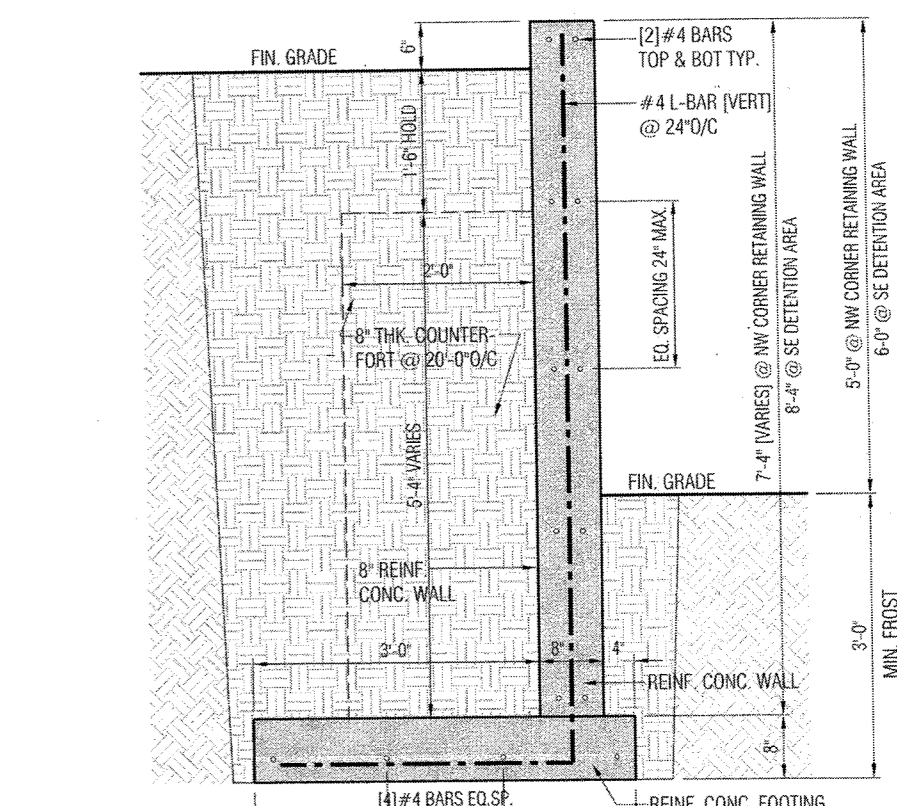 [2]#4 BARS
TOP & BOT TYP.
6"
FIN. GRADE
#4 L-BAR [VERT]
@ 24"O/C
1'-6" HOLD
EQ. SPACING 24" MAX.
7'-4" [VARIES] @ NW CORNER RETAINING WALL
8'-4" @ SE DETENTION AREA
5'-0" @ NW CORNER RETAINING WALL
6-0" @ SE DETENTION AREA
2'-0"
8" THK. COUNTER-
FORT @ 20'-0"O/C
5'-4" VARIES
FIN. GRADE
8" REINF.
CONC. WALL
3'-0"
MIN. FROST
3'-0"
8"
4"
REINF. CONC. WALL
8"
[4]#4 BARS EQ.SP.
REINF. CONC. FOOTING